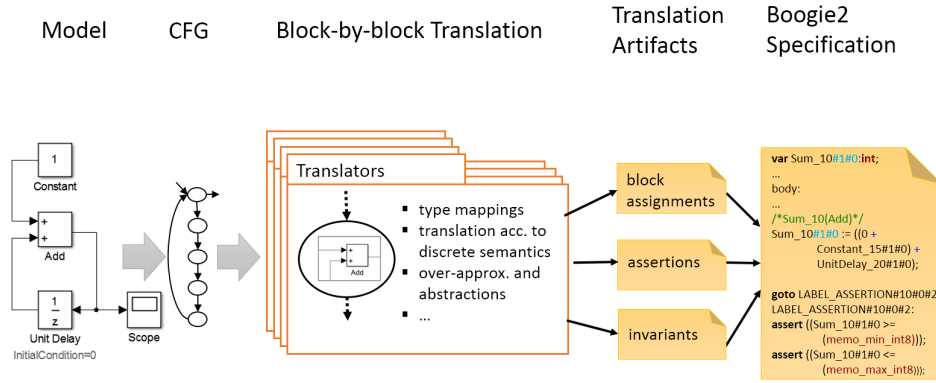 Model
CFG
Block-by-block Translation
Translation
Artifacts
Boogie2
Specification
1
Constant
+
+
Add
1
z
Unit Delay
InitialCondition=0
Scope
Translators
Add
▪ type mappings
▪ translation acc. to
discrete semantics
▪ over-approx. and
abstractions
▪ ...
block
assignments
assertions
invariants
var Sum_10#1#0:int;
...
body:
...
/*Sum_10(Add)*/
Sum_10#1#0 := ((0 +
Constant_15#1#0) +
UnitDelay_20#1#0);
goto LABEL_ASSERTION#10#0#2
LABEL_ASSERTION#10#0#2:
assert ((Sum_10#1#0 >=
(memo_min_int8)));
assert ((Sum_10#1#0 <=
(memo_max_int8)));